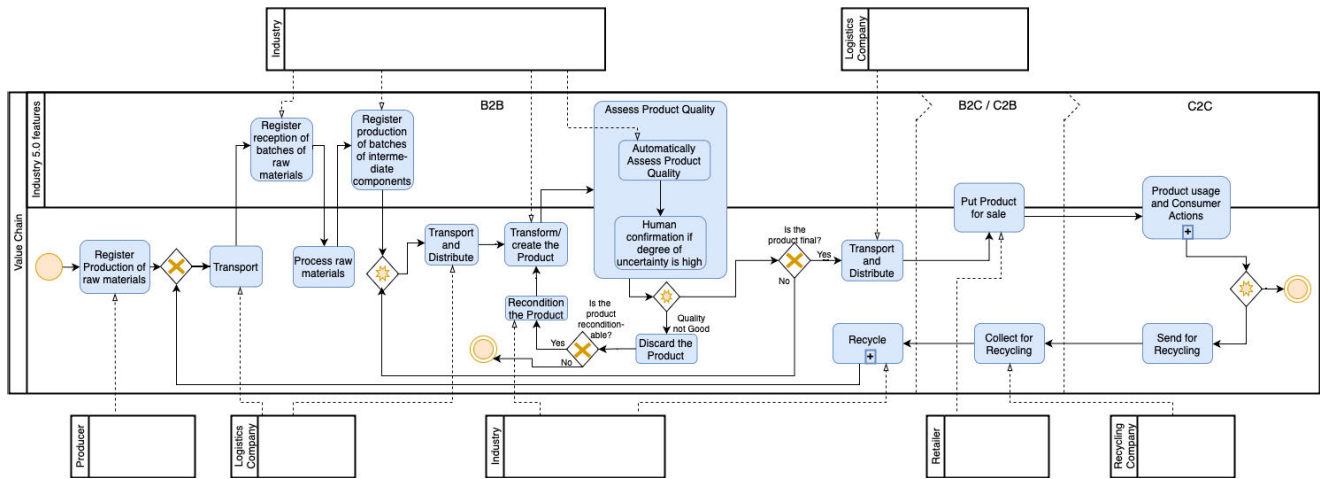 Industry
Logistics
Company
Value Chain
Industry 5.0 features
B2B
B2C / C2B
C2C
Register
reception of
batches of
raw
materials
Register
production
of batches
of interme-
diate
components
Assess Product Quality
Automatically
Assess Product
Quality
Human
confirmation if
degree of
uncertainty is high
Put Product
for sale
Product usage
and Consumer
Actions
Register
Production of
raw materials
Transport
Process raw
materials
Transport
and
Distribute
Transform/
create the
Product
Is the
product final?
Yes
No
Transport
and
Distribute
Recondition
the Product
Is the
product
recondition-
able?
Yes
No
Quality
not Good
Discard the
Product
Recycle
Collect for
Recycling
Send for
Recycling
Producer
Logistics
Company
Industry
Retailer
Recycling
Company